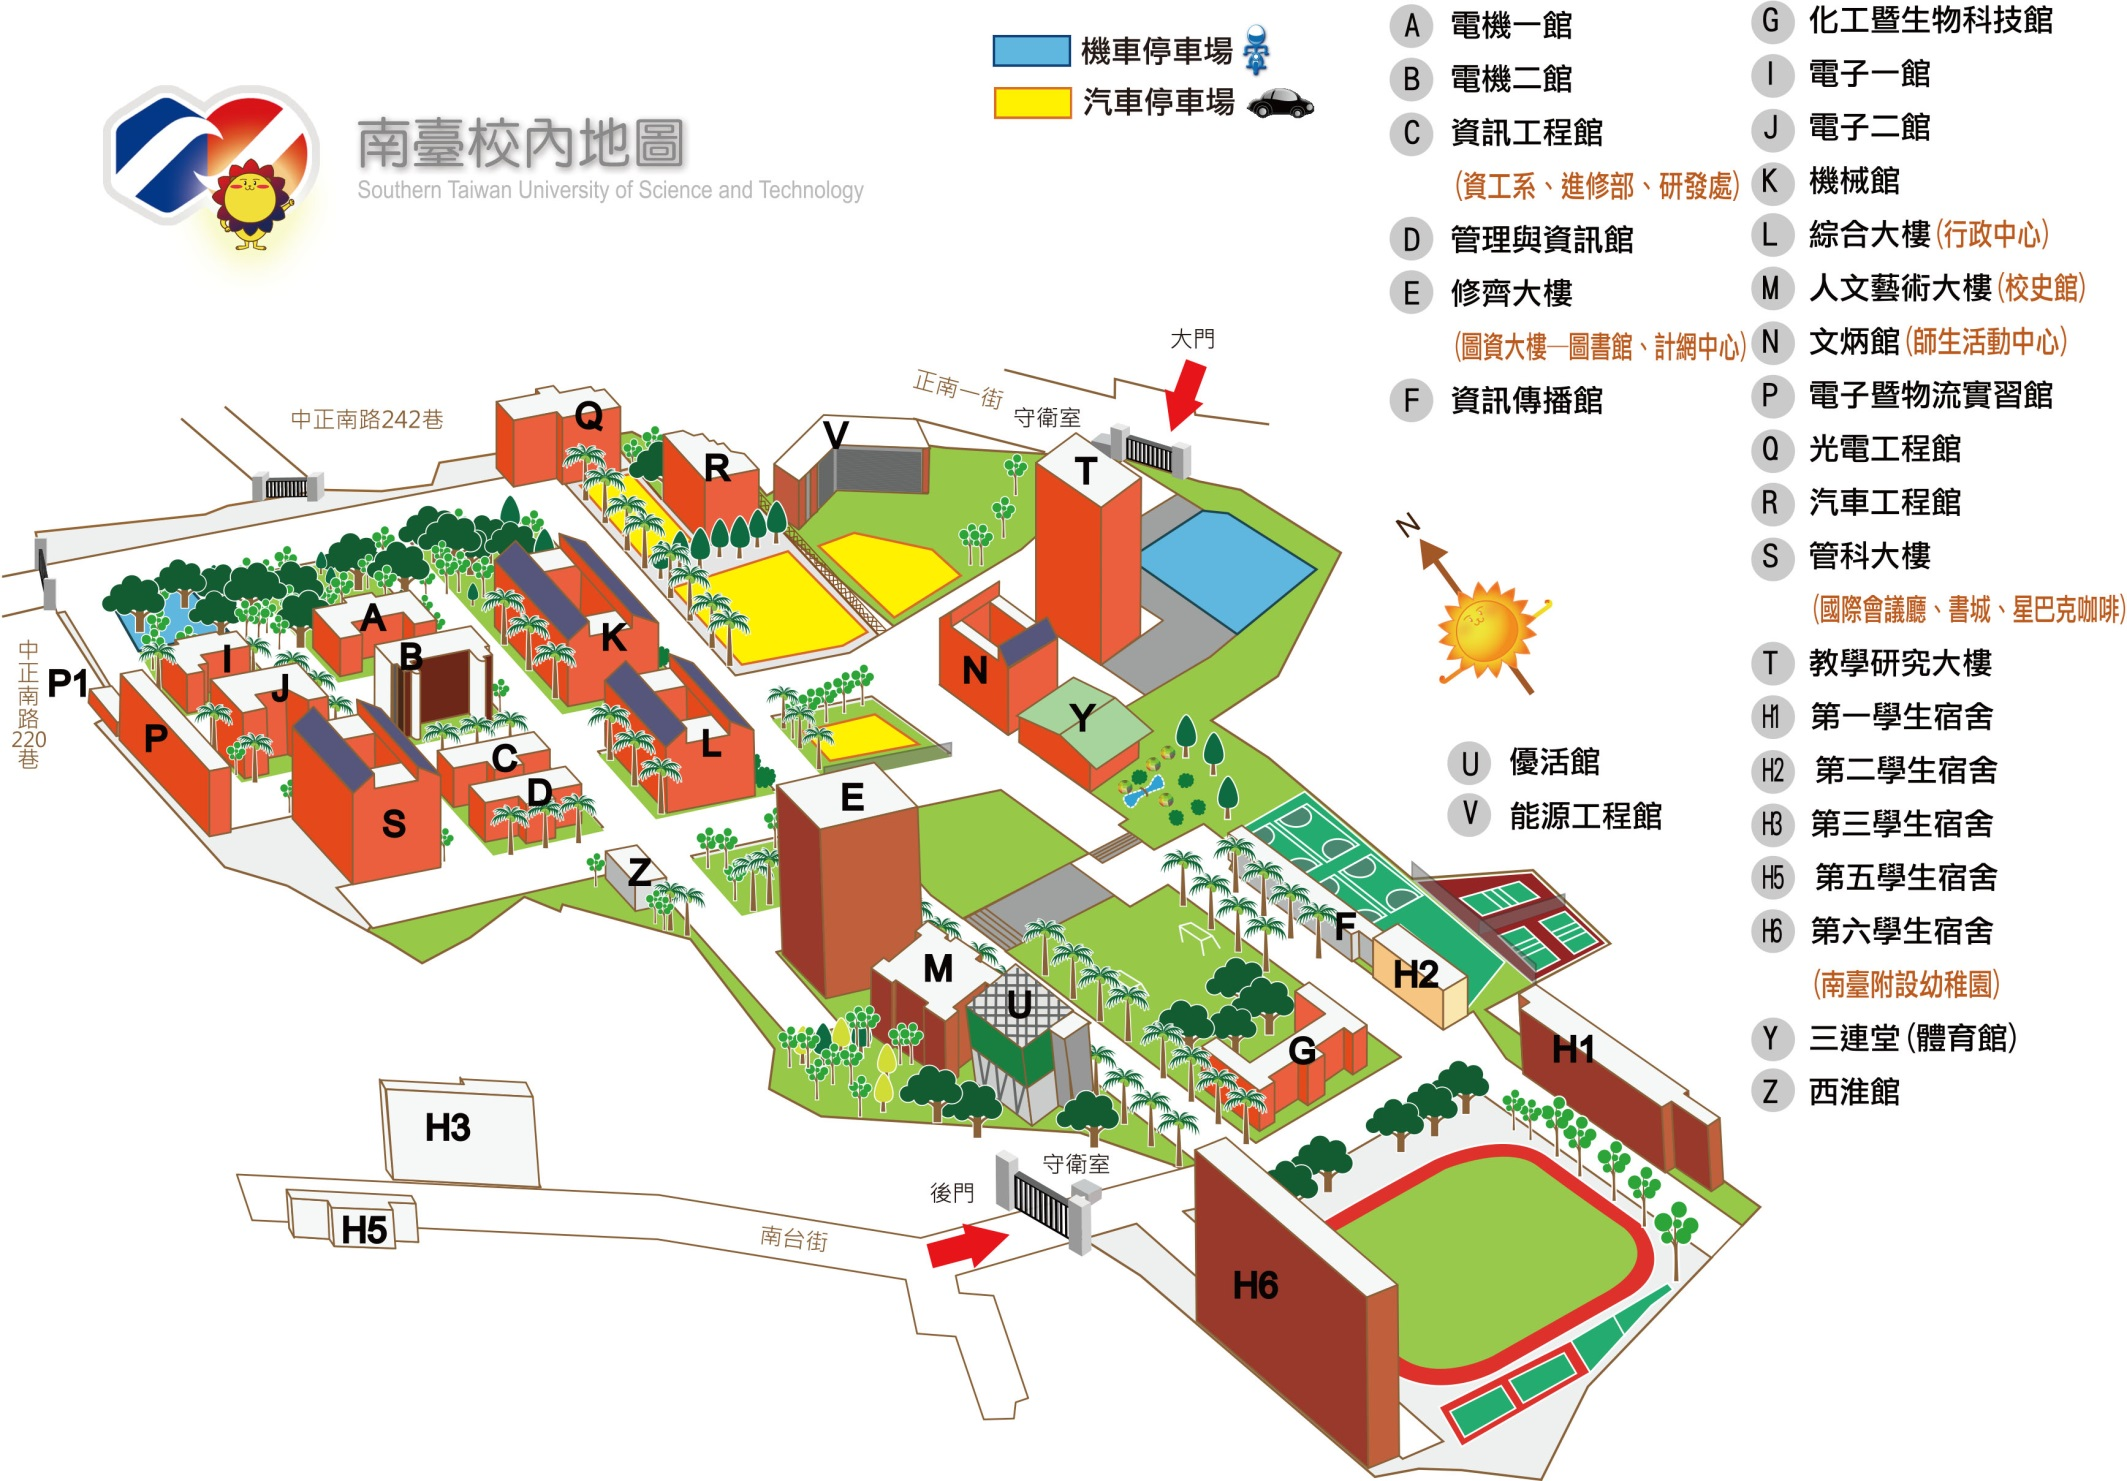 南臺校內地圖
Southern Taiwan University of Science and Technology
機車停車場
汽車停車場
A 電機一館
B 電機二館
C 資訊工程館
(資工系、進修部、研發處)
D 管理與資訊館
E 修齊大樓
(圖資大樓─圖書館、計網中心)
F 資訊傳播館
G 化工暨生物科技館
I 電子一館
J 電子二館
K 機械館
L 綜合大樓(行政中心)
M 人文藝術大樓(校史館)
N 文炳館(師生活動中心)
P 電子暨物流實習館
Q 光電工程館
R 汽車工程館
S 管科大樓
(國際會議廳、書城、星巴克咖啡)
T 教學研究大樓
H1 第一學生宿舍
H2 第二學生宿舍
H3 第三學生宿舍
H5 第五學生宿舍
H6 第六學生宿舍
(南臺附設幼稚園)
Y 三連堂(體育館)
Z 西淮館
U 優活館
V 能源工程館
大門
正南一街
守衛室
中正南路242巷
N
Q
R
V
T
A
B
I
J
K
P1
P
中正南路220巷
N
Y
L
C
D
S
E
Z
F
M
U
H2
G
H1
H3
H5
守衛室
後門
南台街
H6